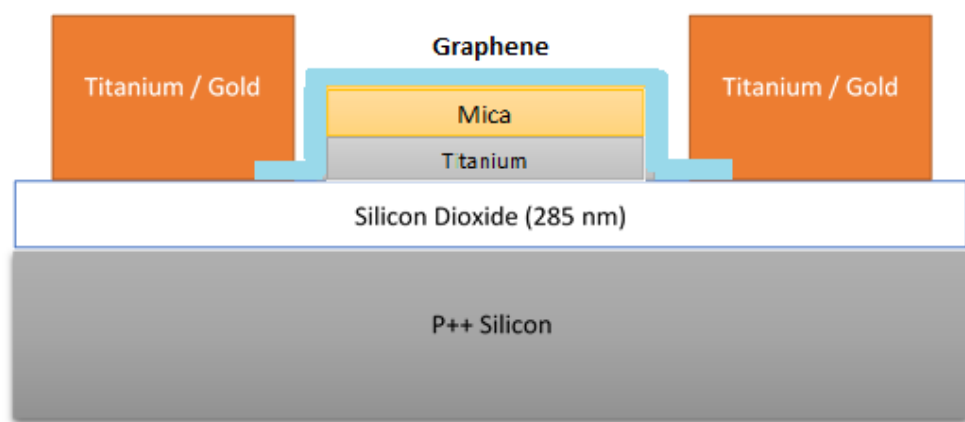 Graphene
Titanium / Gold
Titanium / Gold
Mica
Titanium
Silicon Dioxide (285 nm)
P++ Silicon